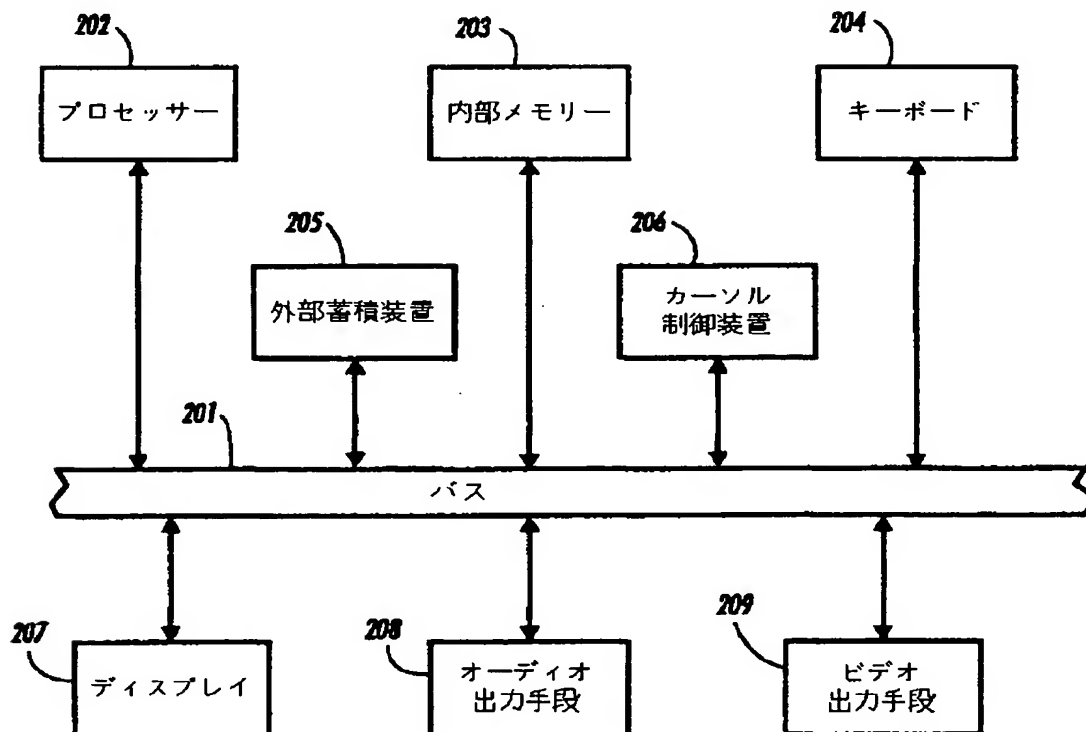 202
203
204
プロセッサー
内部メモリー
キーボード
205
206
外部蓄積装置
カーソル
制御装置
201
バス
207
208
209
ディスプレイ
オーディオ
出力手段
ビデオ
出力手段